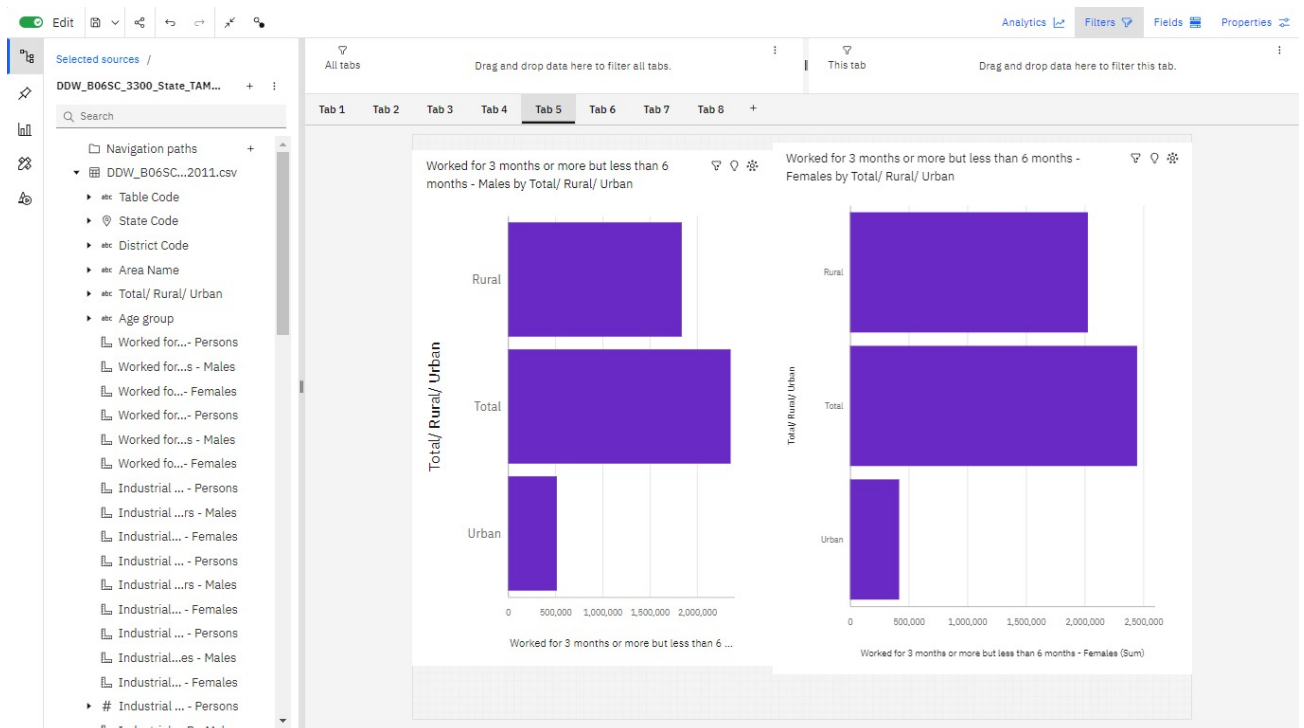 Edit
Analytics
Filters
Fields
Properties
Selected sources /
DDW_B06SC_3300_State_TAM...
Search
Navigation paths
DDW_B06SC...2011.csv
abc Table Code
State Code
abc District Code
abc Area Name
abc Total/ Rural/ Urban
abc Age group
Worked for...- Persons
Worked for...s - Males
Worked fo...- Females
Worked for...- Persons
Worked for...s - Males
Worked fo...- Females
Industrial ... - Persons
Industrial ...rs - Males
Industrial... - Females
Industrial ... - Persons
Industrial ...rs - Males
Industrial... - Females
Industrial ... - Persons
Industrial...es - Males
Industrial... - Females
# Industrial ... - Persons
All tabs
Drag and drop data here to filter all tabs.
This tab
Drag and drop data here to filter this tab.
Tab 1 Tab 2 Tab 3 Tab 4 Tab 5 Tab 6 Tab 7 Tab 8 +
Worked for 3 months or more but less than 6
months - Males by Total/ Rural/ Urban
Total/ Rural/ Urban
Rural
Total
Urban
0 500,000 1,000,000 1,500,000 2,000,000
Worked for 3 months or more but less than 6 ...
Worked for 3 months or more but less than 6 months -
Females by Total/ Rural/ Urban
Total/ Rural/ Urban
Rural
Total
Urban
0 500,000 1,000,000 1,500,000 2,000,000 2,500,000
Worked for 3 months or more but less than 6 months - Females (Sum)